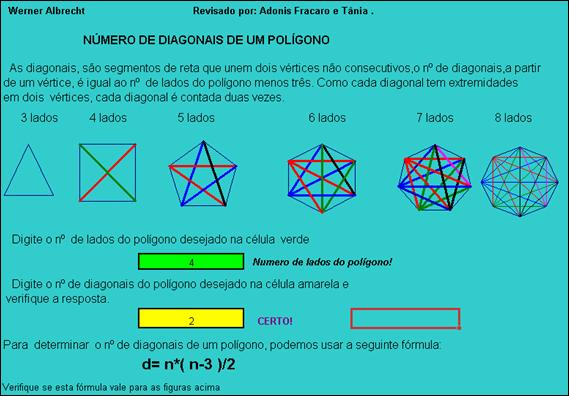 Werner Albrecht Revisado por: Adonis Fracaro e Tânia .
NÚMERO DE DIAGONAIS DE UM POLÍGONO
As diagonais, são segmentos de reta que unem dois vértices não consecutivos,o nº de diagonais,a partir
de um vértice, é igual ao nº de lados do polígono menos três. Como cada diagonal tem extremidades
em dois vértices, cada diagonal é contada duas vezes.
3 lados 4 lados 5 lados 6 lados 7 lados 8 lados
Digite o nº de lados do polígono desejado na célula verde
4 Numero de lados do polígono!
Digite o nº de diagonais do polígono desejado na célula amarela e
verifique a resposta.
2 CERTO!
Para determinar o nº de diagonais de um polígono, podemos usar a seguinte fórmula:
d= n*( n-3 )/2
Verifique se esta fórmula vale para as figuras acima